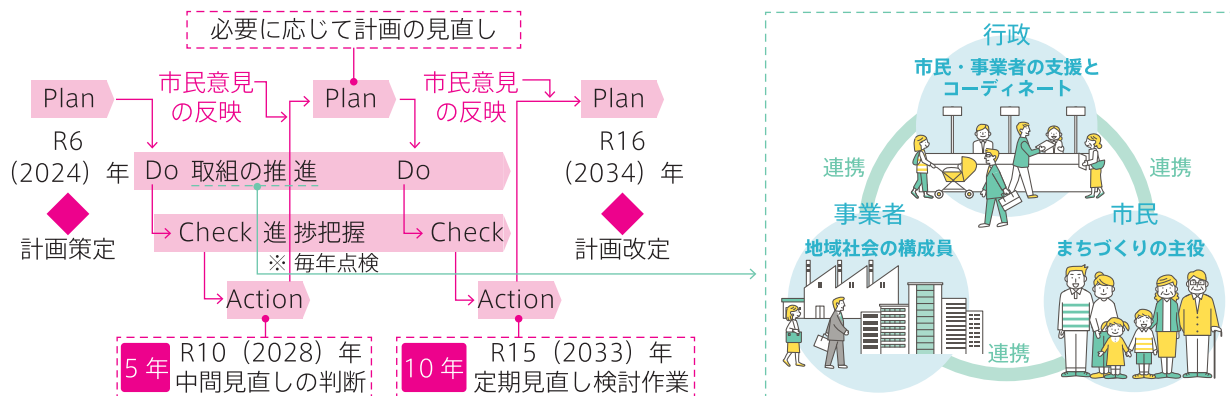 必要に応じて計画の見直し
Plan
市民意見
の反映
Plan
市民意見
の反映
Plan
R6
(2024) 年
Do 取組の推進
Do
R16
(2034) 年
計画策定
Check 進捗把握
Check
計画改定
※ 毎年点検
Action
Action
5年
R10（2028）年
中間見直しの判断
10年
R15（2033）年
定期見直し検討作業
行政
市民・事業者の支援と
コーディネート
連携
連携
事業者
地域社会の構成員
市民
まちづくりの主役
連携